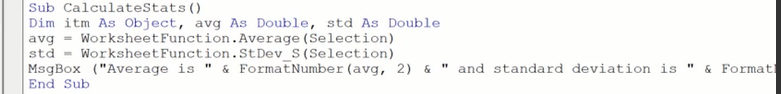 Sub CalculateStats()
Dim itm As Object, avg As Double, std As Double
avg = WorksheetFunction.Average(Selection)
std = WorksheetFunction.StDev_S(Selection)
MsgBox ("Average is " & FormatNumber(avg, 2) & " and standard deviation is " & Format
End Sub